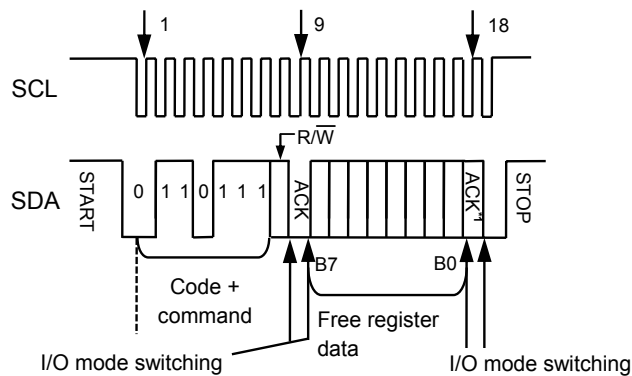 1 9 18
SCL
R/W̅
SDA START 0 1 1 0 1 1 1 ACK ACK*1 STOP
B7 B0
Code +
command
Free register
data
I/O mode switching I/O mode switching